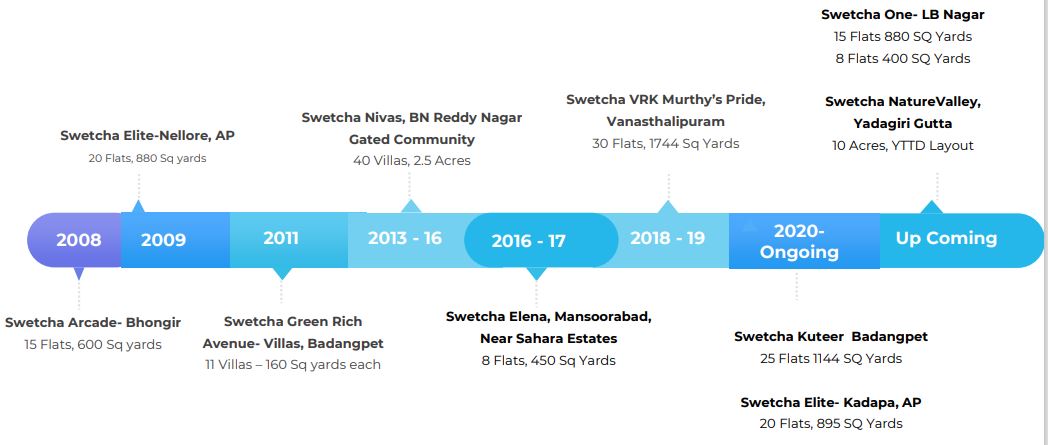 Swetcha One- LB Nagar
15 Flats 880 SQ Yards
8 Flats 400 SQ Yards
Swetcha NatureValley,
Yadagiri Gutta
10 Acres, YTTD Layout
Swetcha VRK Murthy’s Pride,
Vanasthalipuram
30 Flats, 1744 SQ Yards
Swetcha Nivas, BN Reddy Nagar
Gated Community
40 Villas, 2.5 Acres
Swetcha Elite-Nellore, AP
20 Flats, 880 Sq yards
2008
2009
2011
2013 - 16
2016 - 17
2018 - 19
2020-
Ongoing
Up Coming
Swetcha Arcade- Bhongir
15 Flats, 600 Sq yards
Swetcha Green Rich
Avenue- Villas, Badangpet
11 Villas – 160 Sq yards each
Swetcha Elena, Mansoorabad,
Near Sahara Estates
8 Flats, 450 Sq Yards
Swetcha Kuteer  Badangpet
25 Flats 1144 SQ Yards
Swetcha Elite- Kadapa, AP
20 Flats, 895 SQ Yards